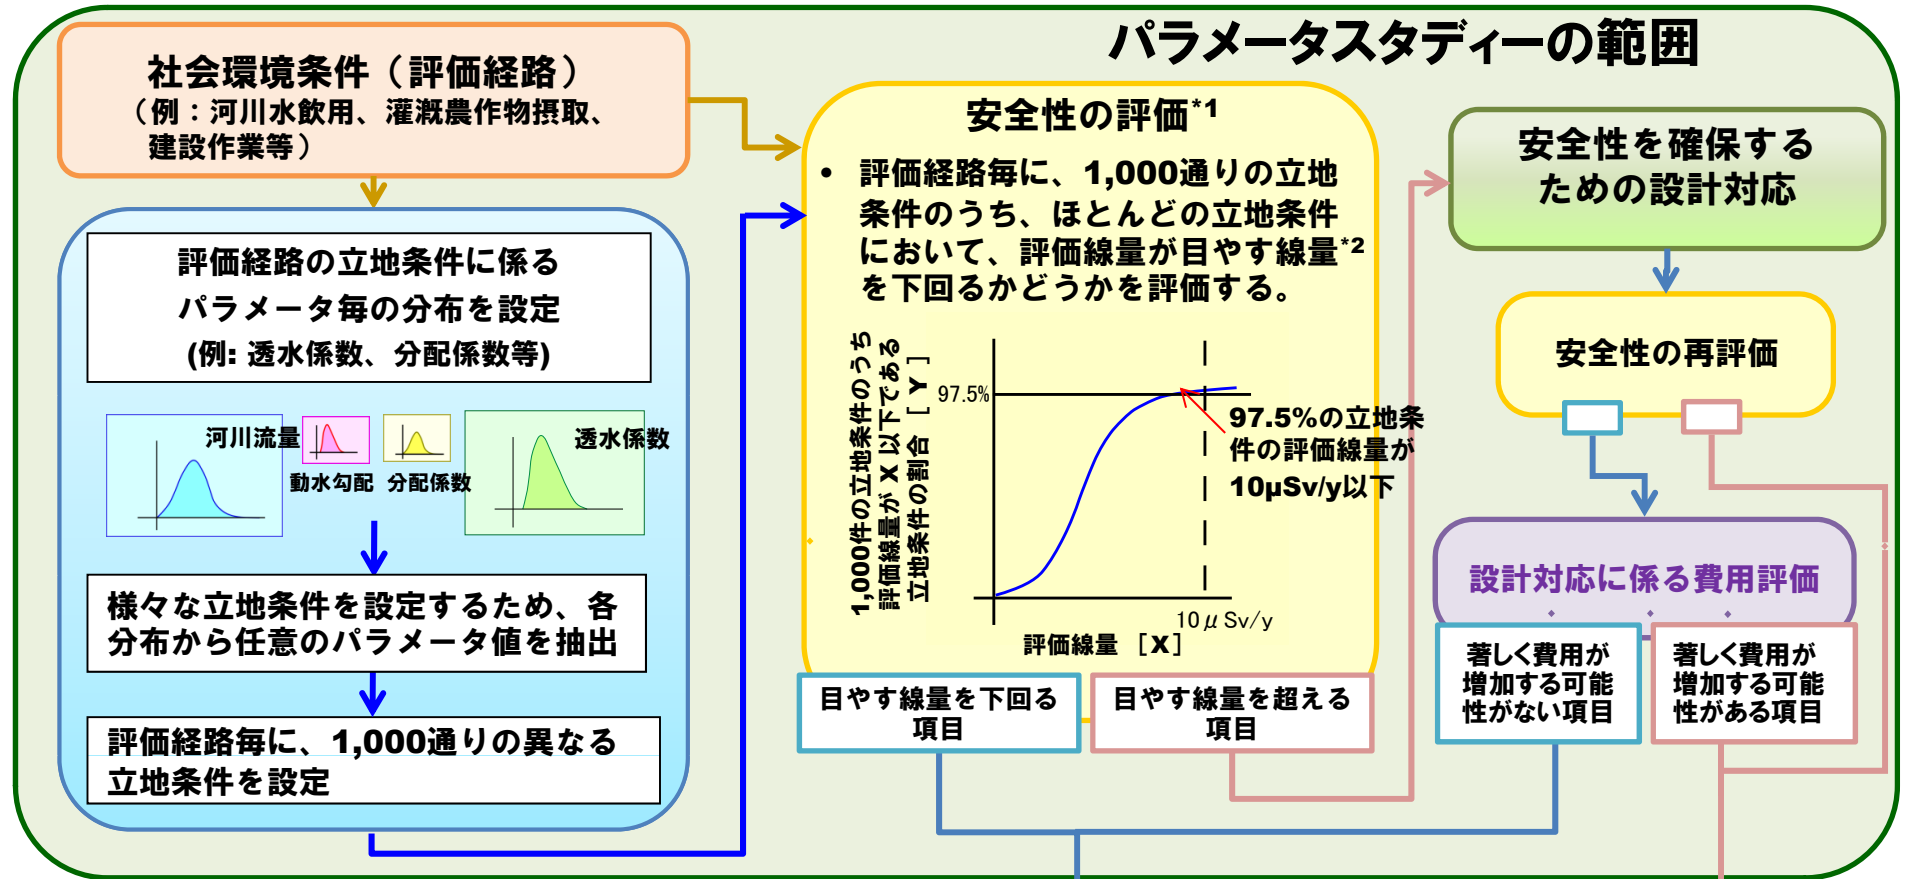 パラメータスタディーの範囲
社会環境条件（評価経路）
（例：河川水飲用、灌漑農作物摂取、
建設作業等）
評価経路の立地条件に係る
パラメータ毎の分布を設定
(例: 透水係数、分配係数等)
河川流量
動水勾配
分配係数
透水係数
様々な立地条件を設定するため、各
分布から任意のパラメータ値を抽出
評価経路毎に、1,000通りの異なる
立地条件を設定
安全性の評価*1
• 評価経路毎に、1,000通りの立地
条件のうち、ほとんどの立地条件
において、評価線量が目やす線量*2
を下回るかどうかを評価する。
1,000件の立地条件のうち
評価線量が X 以下である
立地条件の割合［ Y ］
97.5%
97.5%の立地条
件の評価線量が
10μSv/y以下
10μSv/y
評価線量 ［X］
目やす線量を下回る
項目
目やす線量を超える
項目
安全性を確保する
ための設計対応
安全性の再評価
設計対応に係る費用評価
著しく費用が
増加する可能
性がない項目
著しく費用が
増加する可能
性がある項目